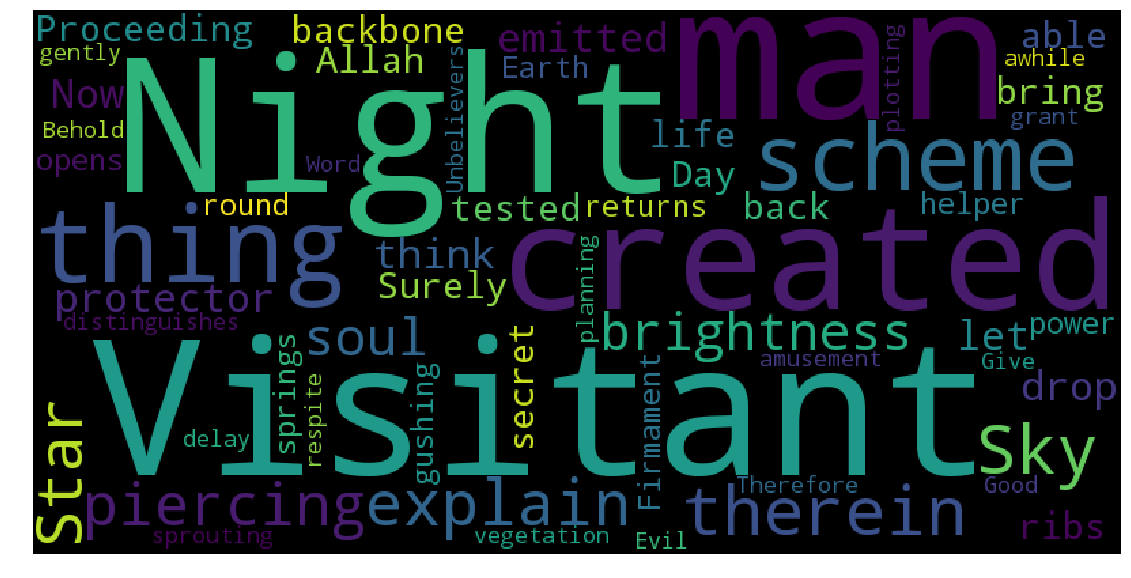 Proceeding
backbone
emitted
man
able
gently
Night
Allah
Earth
plotting
awhile
Now
Unbelievers
bring
Behold
grant
opens
Word
life
scheme
Day
round
tested
returns
back
helper
thing
think
created
Surely
planning
protector
distinguishes
soul
secret
brightness
let
power
Visitant
amusement
Give
springs
respite
gushing
Firmament
drop
Star
delay
Sky
piercing
explain
Therefore
therein
Good
ribs
sprouting
vegetation
Evil